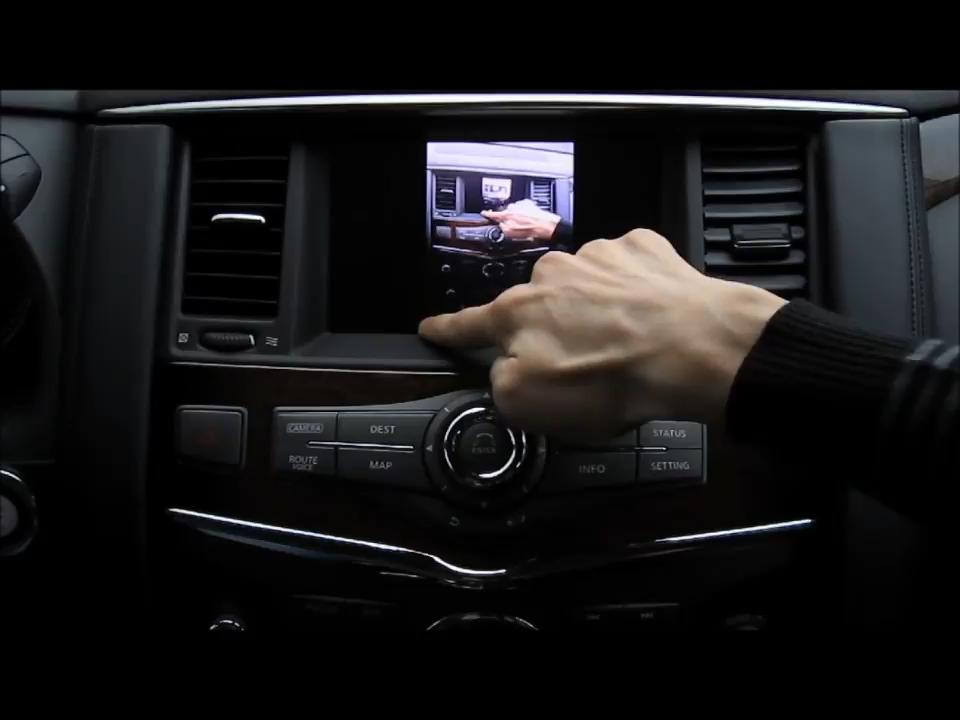 CAMERA
DEST
ROUTE
VOICE
MAP
ENTER
INFO
STATUS
SETTING